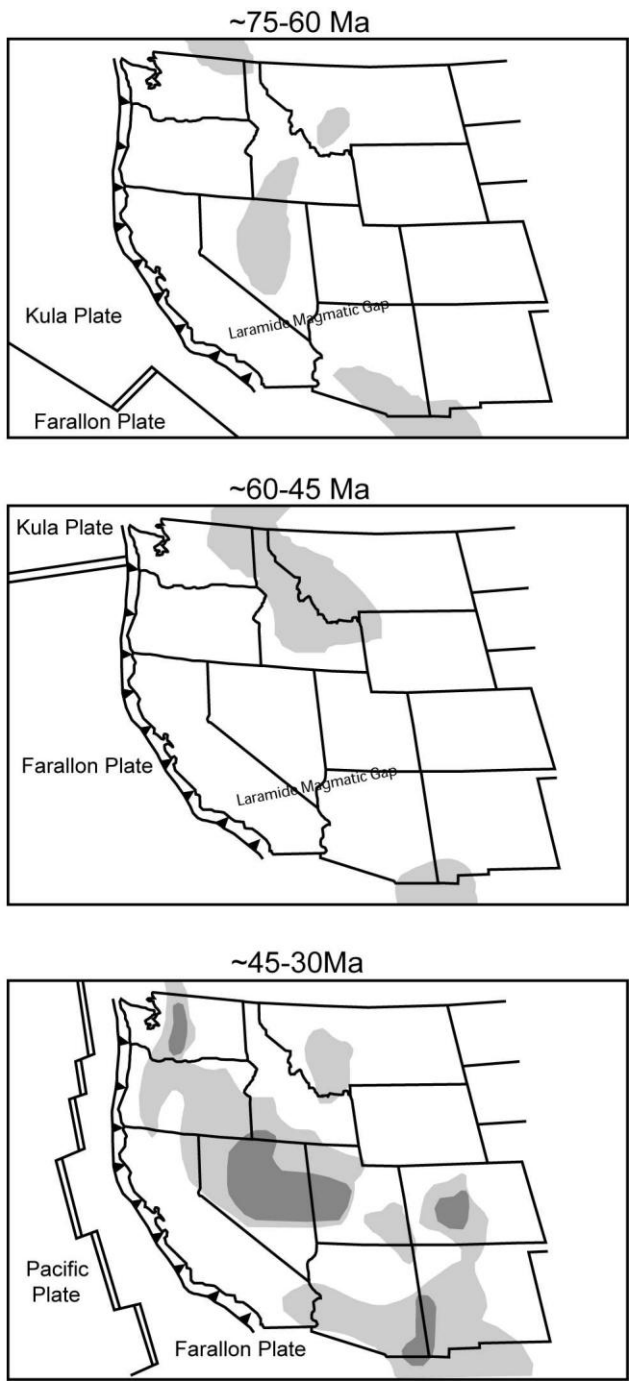 ~75-60 Ma
Laramide Magmatic Gap
Kula Plate
Farallon Plate
~60-45 Ma
Kula Plate
Farallon Plate
Laramide Magmatic Gap
~45-30Ma
Pacific
Plate
Farallon Plate